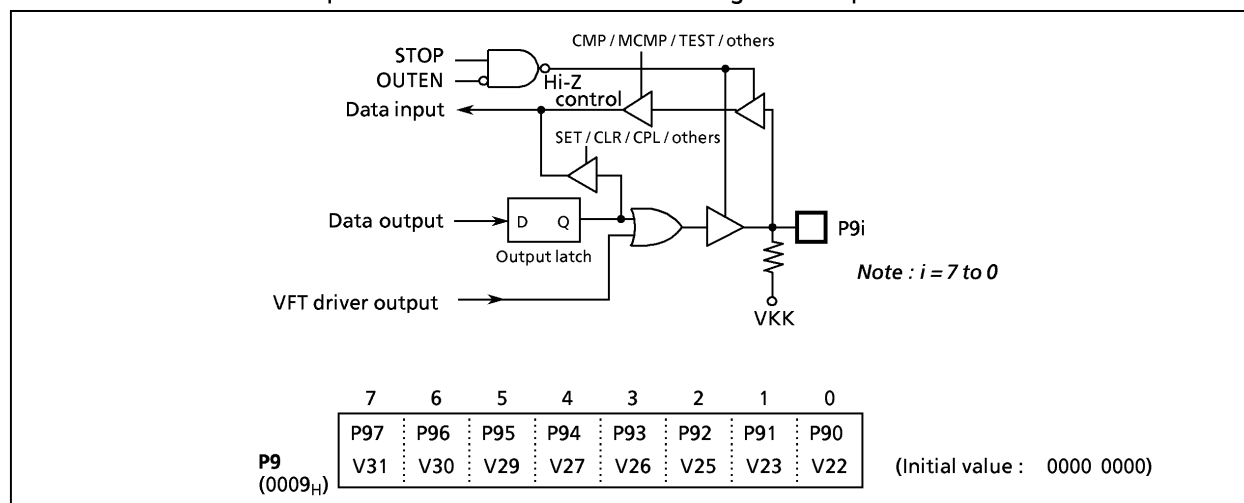 CMP / MCMP / TEST / others
STOP
OUTEN
Hi-Z
control
Data input
SET / CLR / CPL / others
Data output
D Q
P9i
Output latch
Note : i = 7 to 0
VFT driver output
VKK
7 6 5 4 3 2 1 0
P97 P96 P95 P94 P93 P92 P91 P90
P9
(0009H)
V31 V30 V29 V27 V26 V25 V23 V22
(Initial value : 0000 0000)